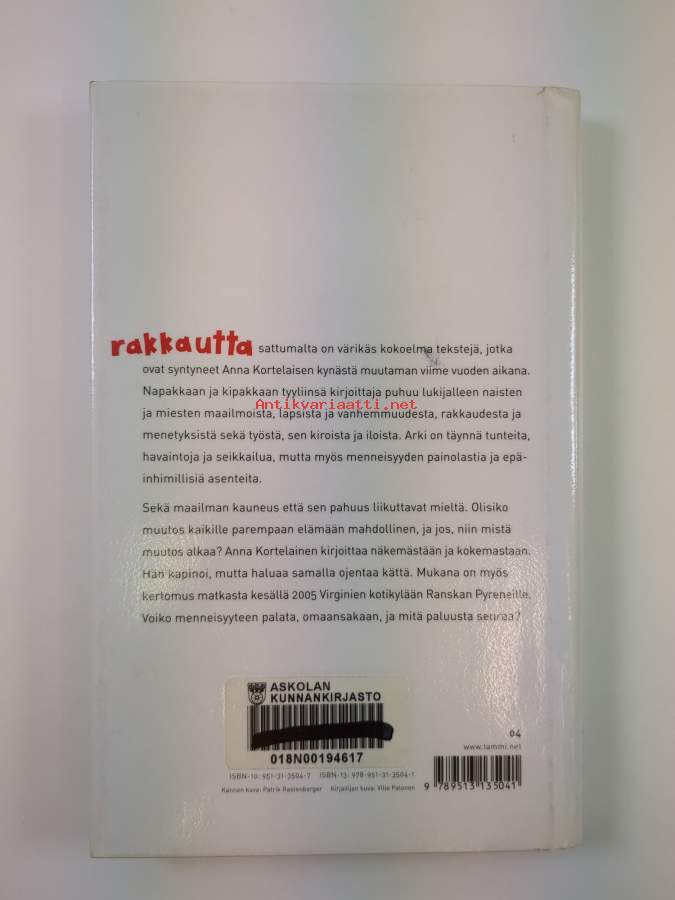 rakkautta sattumalta on värikäs kokoelma tekstejä, jotka
ovat syntyneet Anna Kortelaisen kynästä muutaman viime vuoden aikana.
Napakkaan ja kipakkaan tyyliinsä kirjoittaja puhuu lukijalleen naisten
Antikvariaatti.net
ja miesten maailmoista, lapsista ja vanhemmuudesta, rakkaudesta ja
menetyksistä sekä työstä, sen kiroista ja iloista. Arki on täynnä tunteita,
havaintoja ja seikkailua, mutta myös menneisyyden painolastia ja epä-
inhimillisiä asenteita.
Sekä maailman kauneus että sen pahuus liikuttavat mieltä. Olisiko
muutos kaikille parempaan elämään mahdollinen, ja jos, niin mistä
muutos alkaa? Anna Kortelainen kirjoittaa näkemästään ja kokemastaan.
Hän kapinoi, mutta haluaa samalla ojentaa kättä. Mukana on myös
kertomus matkasta kesällä 2005 Virginien kotikylään Ranskan Pyreneille.
Voiko menneisyyteen palata, omaansakaan, ja mitä paluusta seuraa?
ASKOLAN
KUNNANKIRJASTO
018N00194617
04
www.tammi.net
ISBN-10: 951-31-3504-7 ISBN-13: 978-951-31-3504-1
Kannen kuva: Patrik Rastenberger Kirjailijan kuva: Ville Palonen
9 789513 135041